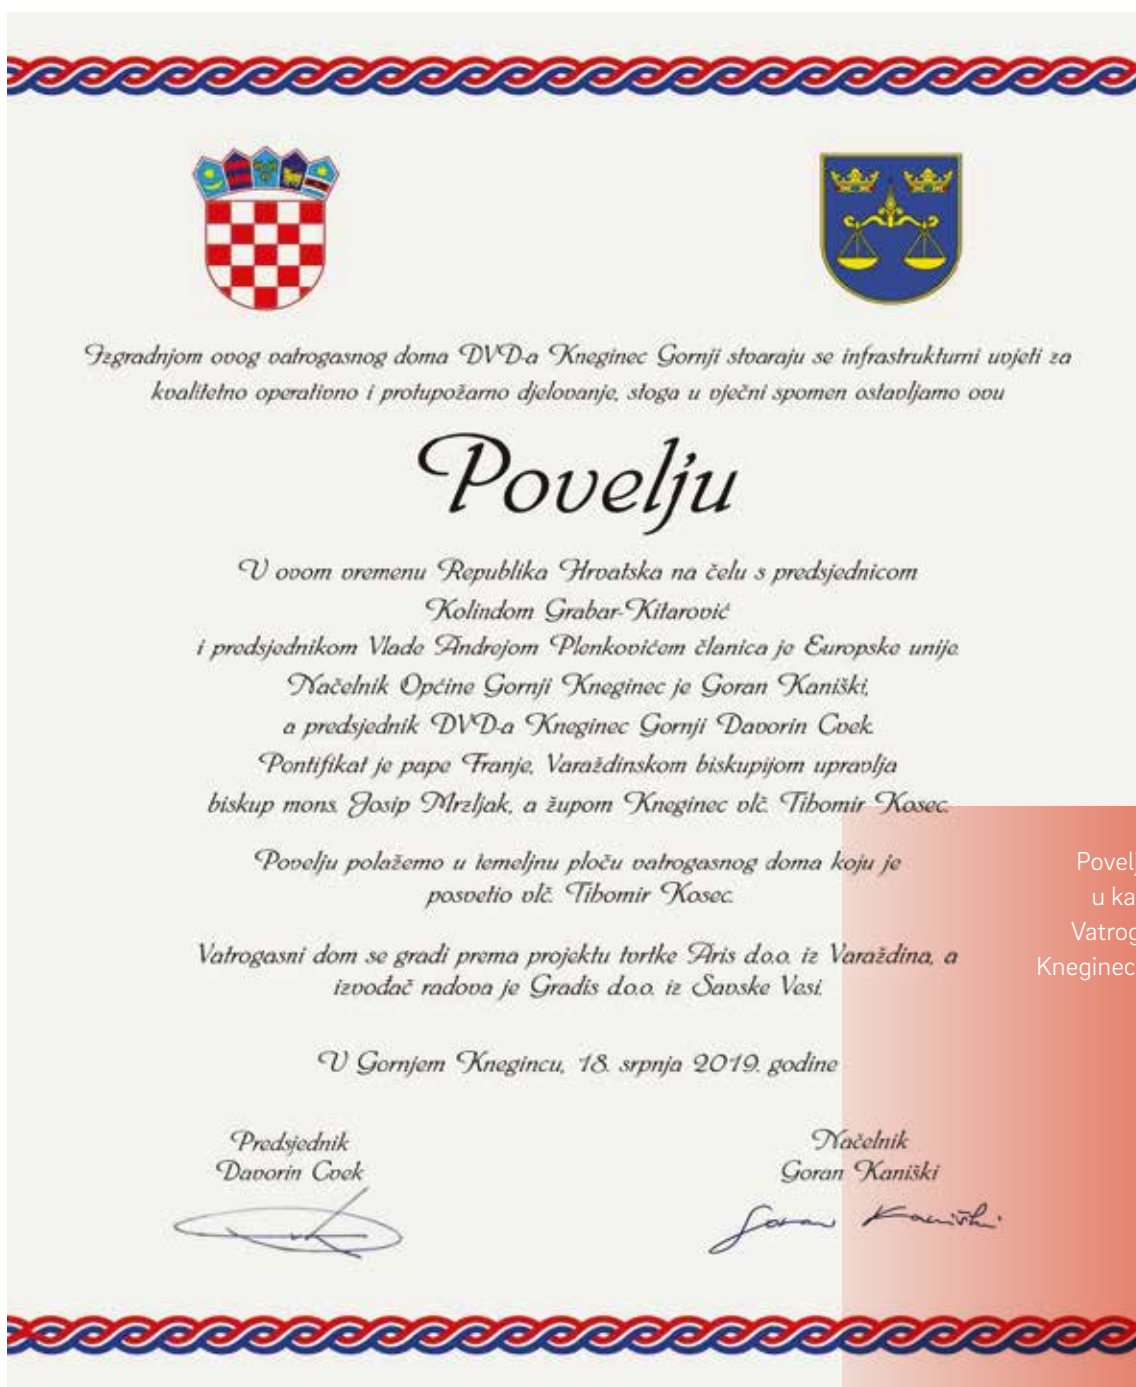 Izgradnjom ovog vatrogasnog doma DVD-a Kneginec Gornji stvaraju se infrastrukturni uvjeti za
kvalitetno operativno i protupožarno djelovanje, stoga u vječni spomen ostavljamo ovu
Povelju
U ovom vremenu Republika Hrvatska na čelu s predsjednicom
Kolindom Grabar-Kitarović
i predsjednikom Vlade Andrejom Plenkovićem članica je Europske unije.
Načelnik Općine Gornji Kneginec je Goran Kaniški,
a predsjednik DVD-a Kneginec Gornji Davorin Cvek.
Pontifikat je pape Franje, Varaždinskom biskupijom upravlja
biskup mons. Josip Mrzljak, a župom Kneginec vlč. Tihomir Kosec.
Povelju polažemo u temeljnu ploču vatrogasnog doma koju je
posvetio vlč. Tihomir Kosec.
Vatrogasni dom se gradi prema projektu tvrtke Aris d.o.o. iz Varaždina, a
izvođač radova je Gradis d.o.o. iz Savske Vesi.
U Gornjem Knegincu, 18. srpnja 2019. godine
Predsjednik
Davorin Cvek
Načelnik
Goran Kaniški
Goran Kaniški
Povelj
u ka
Vatrog
Kneginec